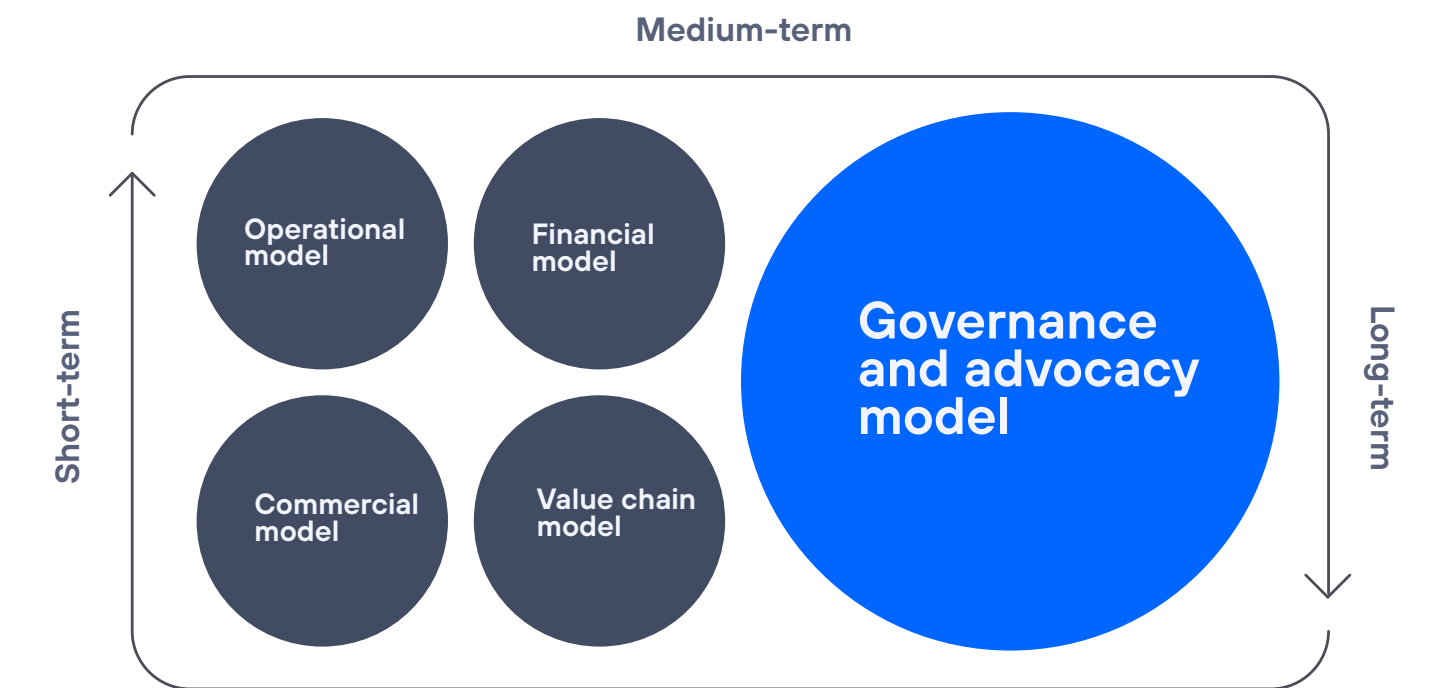 Medium-term
Short-term
Operational
model
Financial
model
Commercial
model
Value chain
model
Governance
and advocacy
model
Long-term